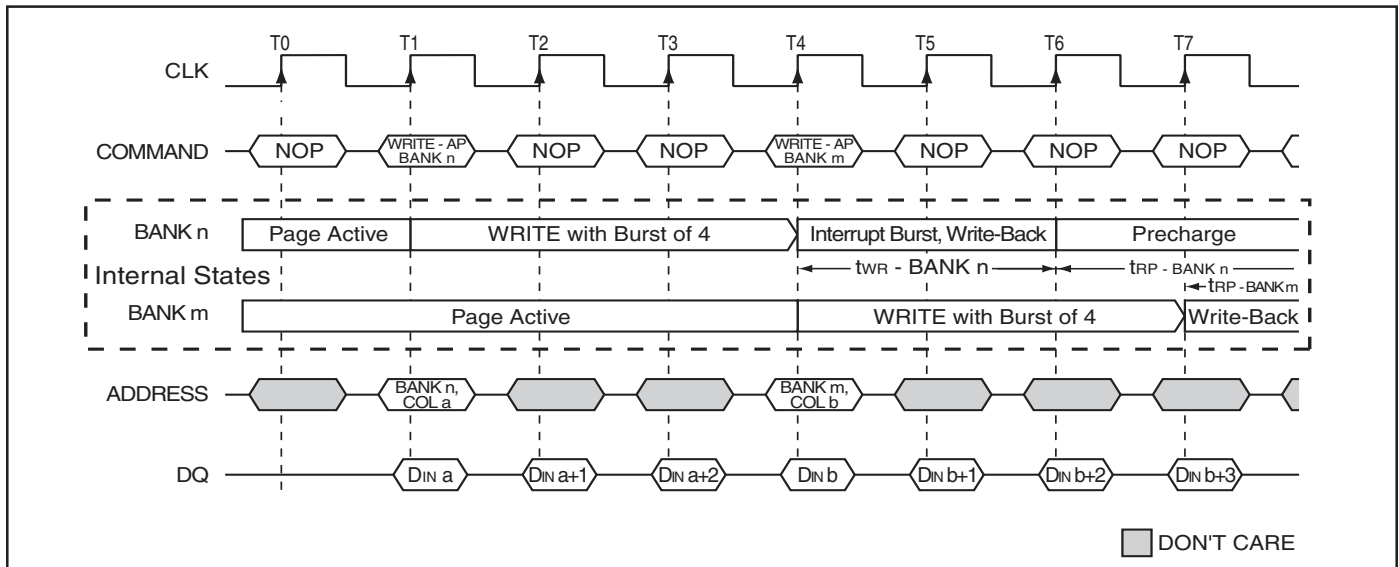 T0 T1 T2 T3 T4 T5 T6 T7
CLK
COMMAND NOP WRITE - AP BANK n NOP NOP WRITE - AP BANK m NOP NOP NOP
BANK n Page Active WRITE with Burst of 4 Interrupt Burst, Write-Back Precharge
tWR - BANK n tRP - BANK n
Internal States
tRP - BANK m
BANK m Page Active WRITE with Burst of 4 Write-Back
ADDRESS BANK n, COL a BANK m, COL b
DQ DIN a DIN a+1 DIN a+2 DIN b DIN b+1 DIN b+2 DIN b+3
DON'T CARE